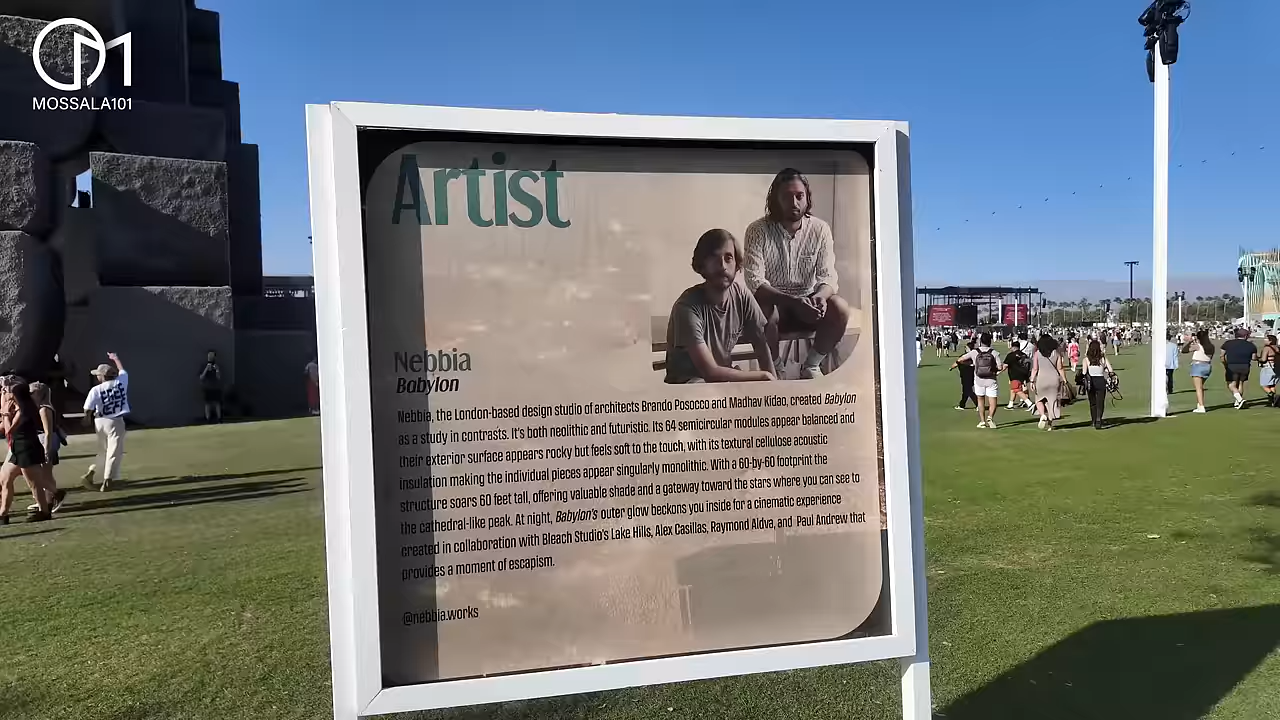 MOSSALA101
Artist
Nebbia
Babylon
Nebbia, the London-based design studio of architects Brando Posocco and Madhav Kidao, created Babylon
as a study in contrasts. It's both neolithic and futuristic. Its 64 semicircular modules appear balanced and
their exterior surface appears rocky but feels soft to the touch, with its textural cellulose acoustic
insulation making the individual pieces appear singularly monolithic. With a 60-by-60 footprint the
structure soars 60 feet tall, offering valuable shade and a gateway toward the stars where you can see to
the cathedral-like peak. At night, Babylon's outer glow beckons you inside for a cinematic experience
created in collaboration with Bleach Studio's Lake Hills, Alex Casillas, Raymond Aldva, and Paul Andrew that
provides a moment of escapism.
@nebbia.works